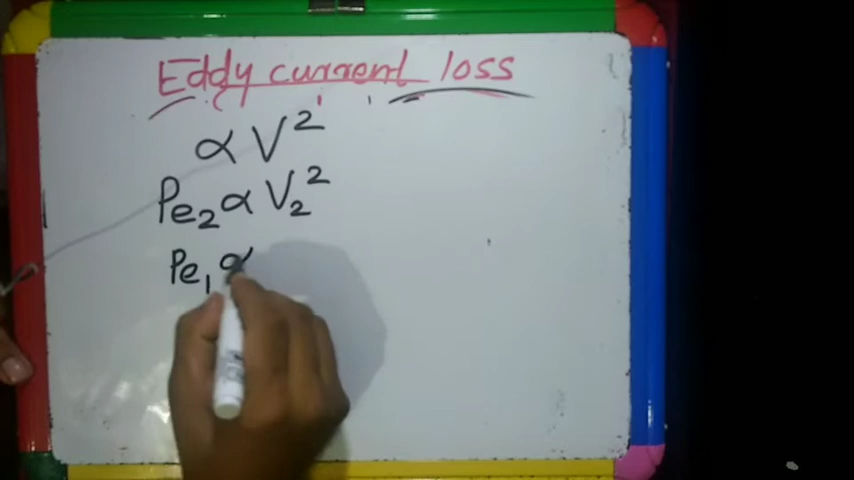 Eddy current loss
∝ V²
Pe₂ ∝ V₂²
Pe₁ ∝